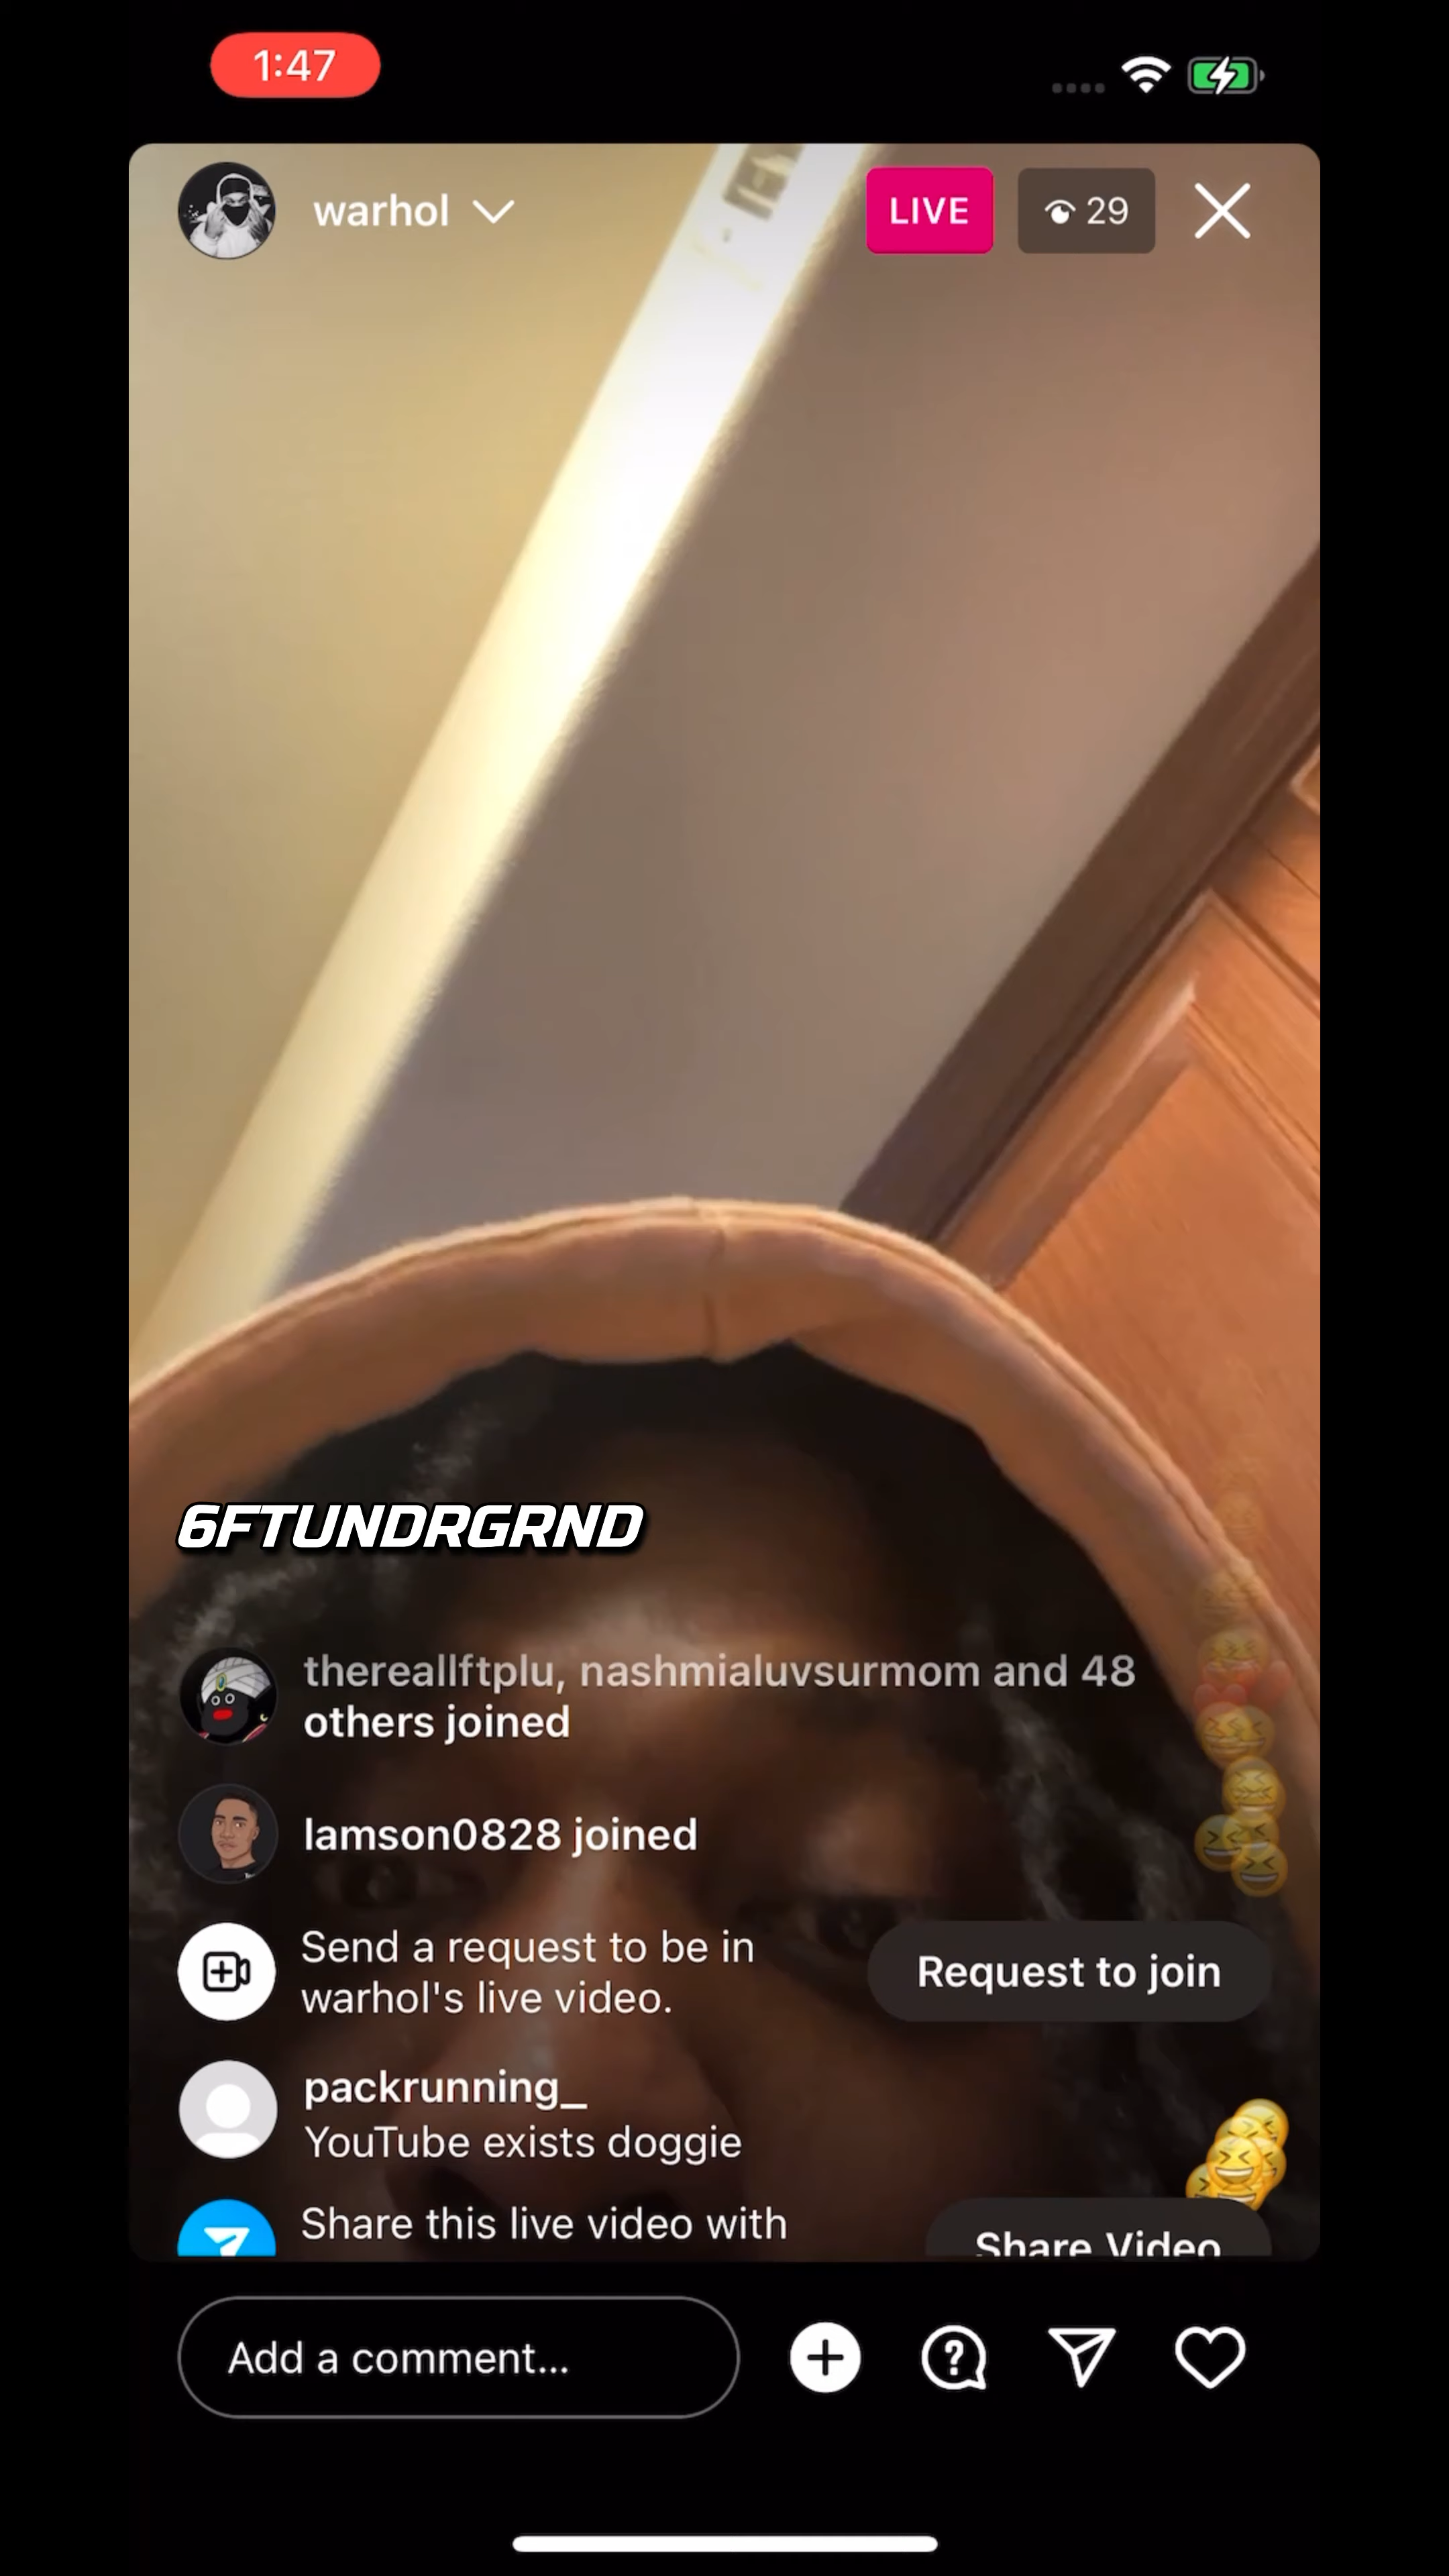 1:47
warhol
LIVE
29
6FTUNDRGRND
thereallftplu, nashmialuvsurmom and 48
others joined
lamson0828 joined
Send a request to be in
warhol's live video.
Request to join
packrunning_
YouTube exists doggie
Share this live video with
Share Video
Add a comment...